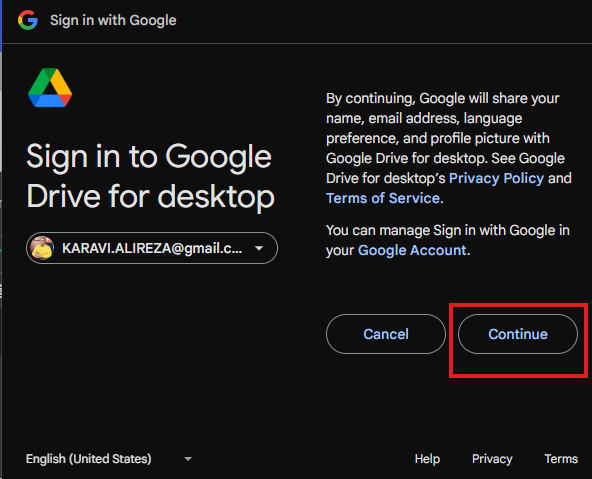 Sign in with Google
Sign in to Google
Drive for desktop
KARAVI.ALIREZA@gmail.c...
By continuing, Google will share your
name, email address, language
preference, and profile picture with
Google Drive for desktop. See Google
Drive for desktop's Privacy Policy and
Terms of Service.
You can manage Sign in with Google in
your Google Account.
Cancel
Continue
English (United States)
Help
Privacy
Terms